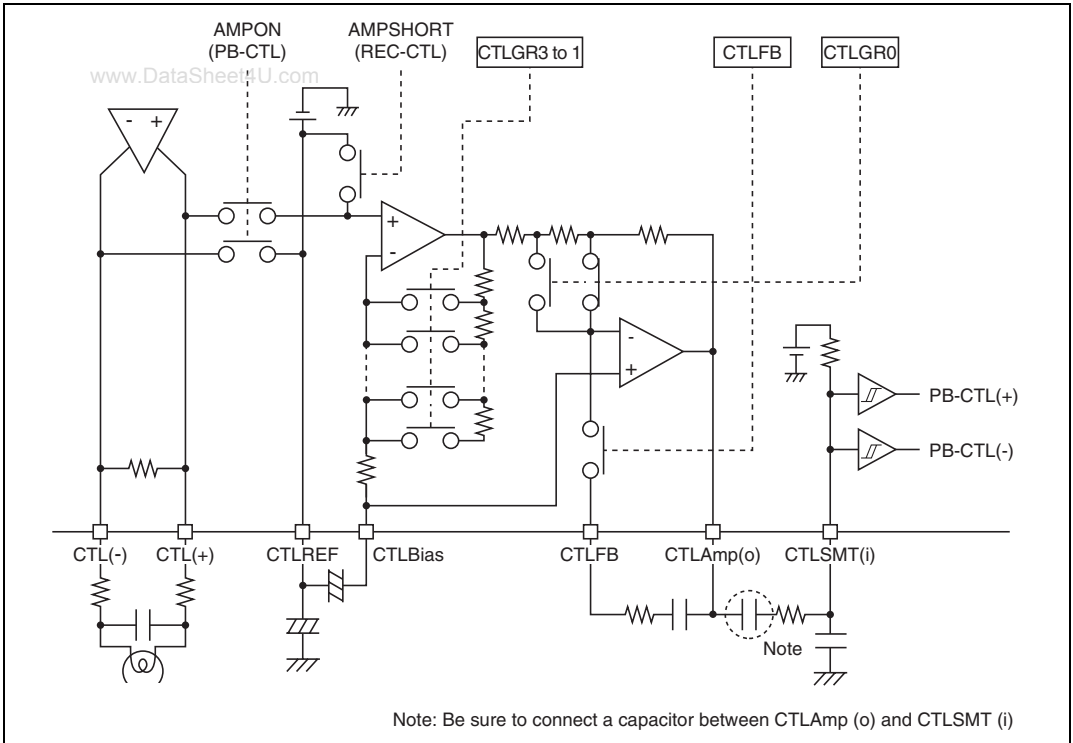 AMPON
(PB-CTL)
AMPSHORT
(REC-CTL)
CTLGR3 to 1
CTLFB
CTLGR0
www.DataSheet4U.com
- +
+
-
-
+
PB-CTL(+)
PB-CTL(-)
CTL(-)
CTL(+)
CTLREF
CTLBias
CTLFB
CTLAmp(o)
CTLSMT(i)
Note
Note: Be sure to connect a capacitor between CTLAmp (o) and CTLSMT (i)